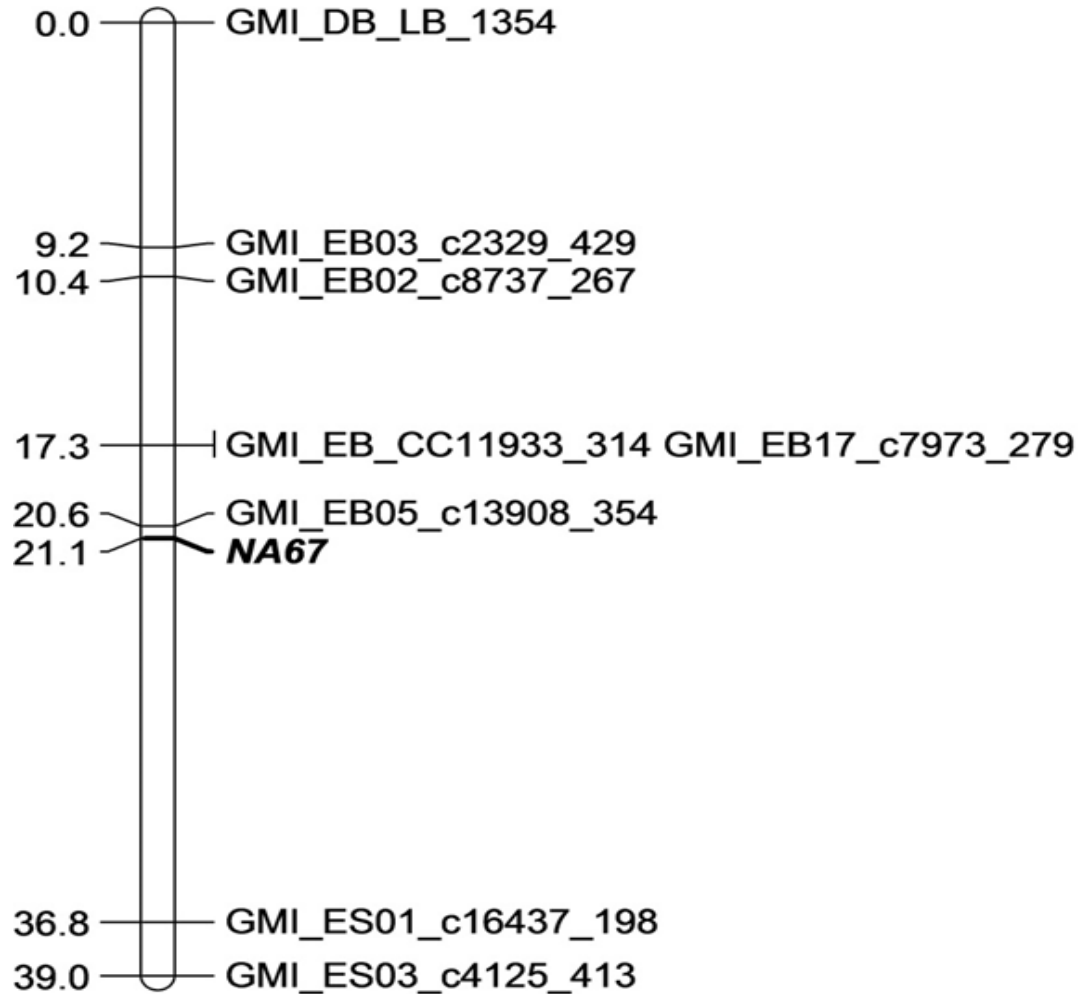 0.0 GMI_DB_LB_1354
9.2 GMI_EB03_c2329_429
10.4 GMI_EB02_c8737_267
17.3 GMI_EB_CC11933_314 GMI_EB17_c7973_279
20.6 GMI_EB05_c13908_354
21.1 NA67
36.8 GMI_ES01_c16437_198
39.0 GMI_ES03_c4125_413